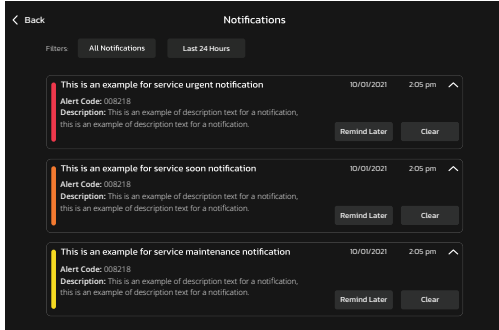 Back
Notifications
Filters:
All Notifications
Last 24 Hours
This is an example for service urgent notification
10/01/2021
2:05 pm
Alert Code: 008218
Description: This is an example of description text for a notification,
this is an example of description text for a notification.
Remind Later
Clear
This is an example for service soon notification
10/01/2021
2:05 pm
Alert Code: 008218
Description: This is an example of description text for a notification,
this is an example of description text for a notification.
Remind Later
Clear
This is an example for service maintenance notification
10/01/2021
2:05 pm
Alert Code: 008218
Description: This is an example of description text for a notification,
this is an example of description text for a notification.
Remind Later
Clear